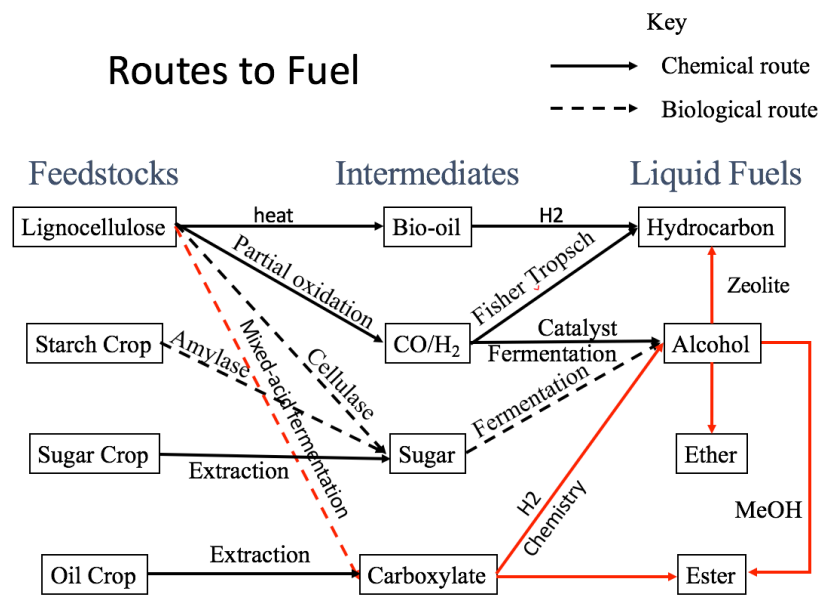 Key
Routes to Fuel
Chemical route
Biological route
Feedstocks
Intermediates
Liquid Fuels
Lignocellulose
heat
Bio-oil
H2
Hydrocarbon
Partial oxidation
Fisher Tropsch
Zeolite
Starch Crop
Amylase
Mixed-acid fermentation
Cellulase
CO/H₂
Catalyst
Fermentation
Alcohol
Fermentation
Sugar Crop
Extraction
Sugar
Ether
H2
Chemistry
MeOH
Oil Crop
Extraction
Carboxylate
Ester